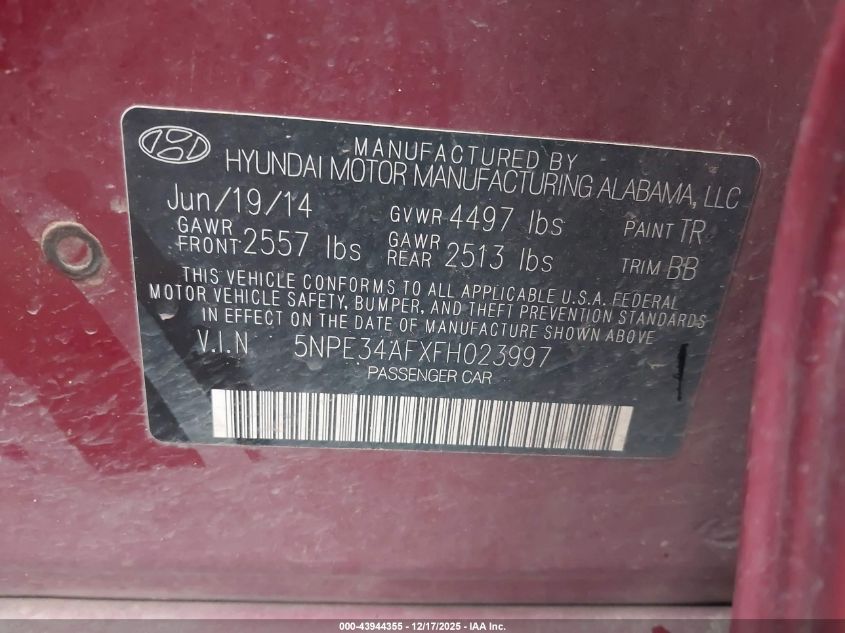 MANUFACTURED BY
HYUNDAI MOTOR MANUFACTURING ALABAMA, LLC
Jun/19/14 GVWR 4497 lbs PAINT TR
GAWR FRONT 2557 lbs GAWR REAR 2513 lbs TRIM BB
THIS VEHICLE CONFORMS TO ALL APPLICABLE U.S.A. FEDERAL
MOTOR VEHICLE SAFETY, BUMPER, AND THEFT PREVENTION STANDARDS
IN EFFECT ON THE DATE OF MANUFACTURE SHOWN ABOVE
V.I.N 5NPE34AFXFH023997
PASSENGER CAR
000-43944355 - 12/17/2025 - IAA Inc.